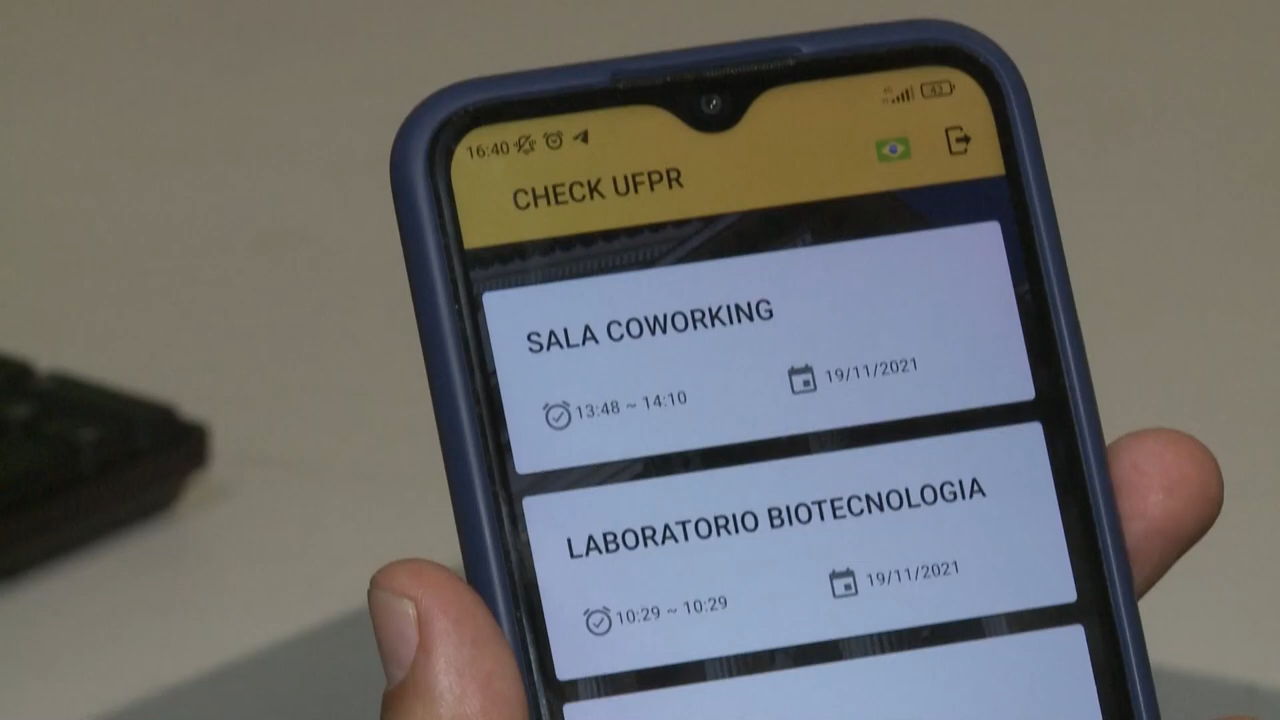 16:40
43
CHECK UFPR
SALA COWORKING
13:48 ~ 14:10
19/11/2021
LABORATORIO BIOTECNOLOGIA
10:29 ~ 10:29
19/11/2021